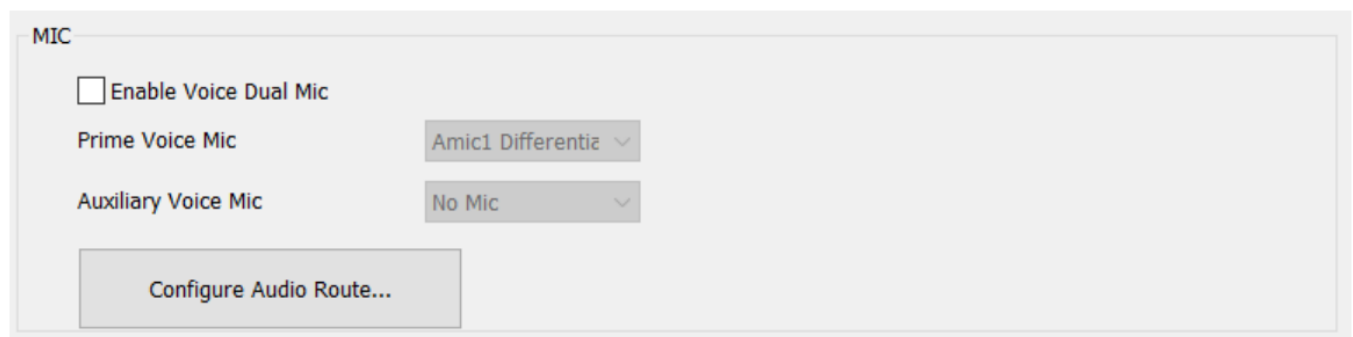 MIC
Enable Voice Dual Mic
Prime Voice Mic Amic1 Differentia
Auxiliary Voice Mic No Mic
Configure Audio Route...